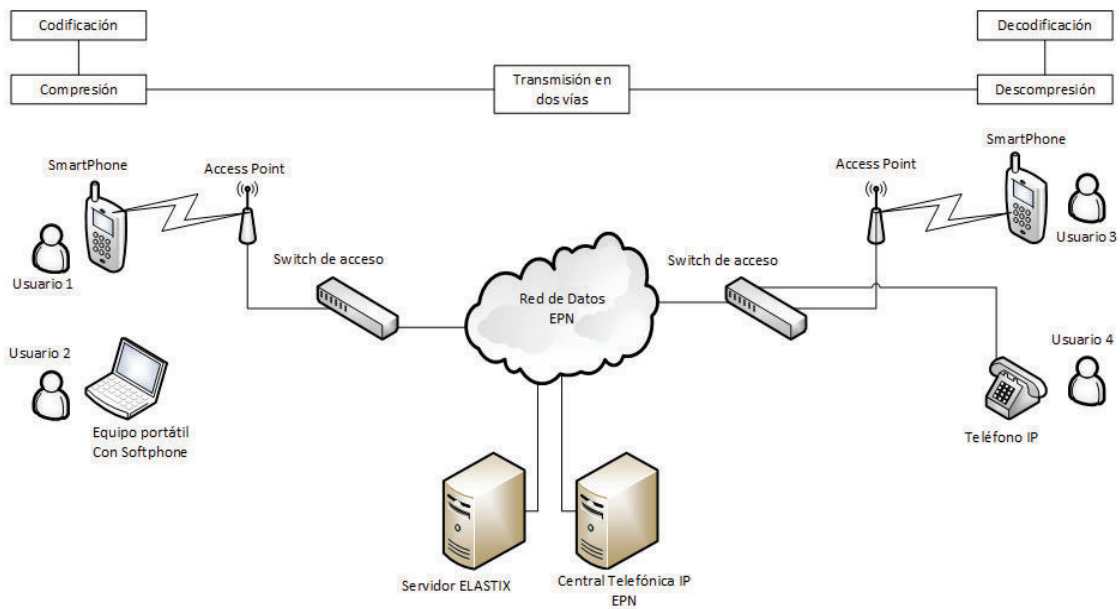 Codificación
Decodificación
Compresión
Transmisión en
dos vías
Descompresión
SmartPhone
Access Point
Access Point
SmartPhone
Usuario 1
Usuario 3
Switch de acceso
Switch de acceso
Red de Datos
EPN
Usuario 2
Usuario 4
Equipo portátil
Con Softphone
Teléfono IP
Servidor ELASTIX
Central Telefónica IP
EPN